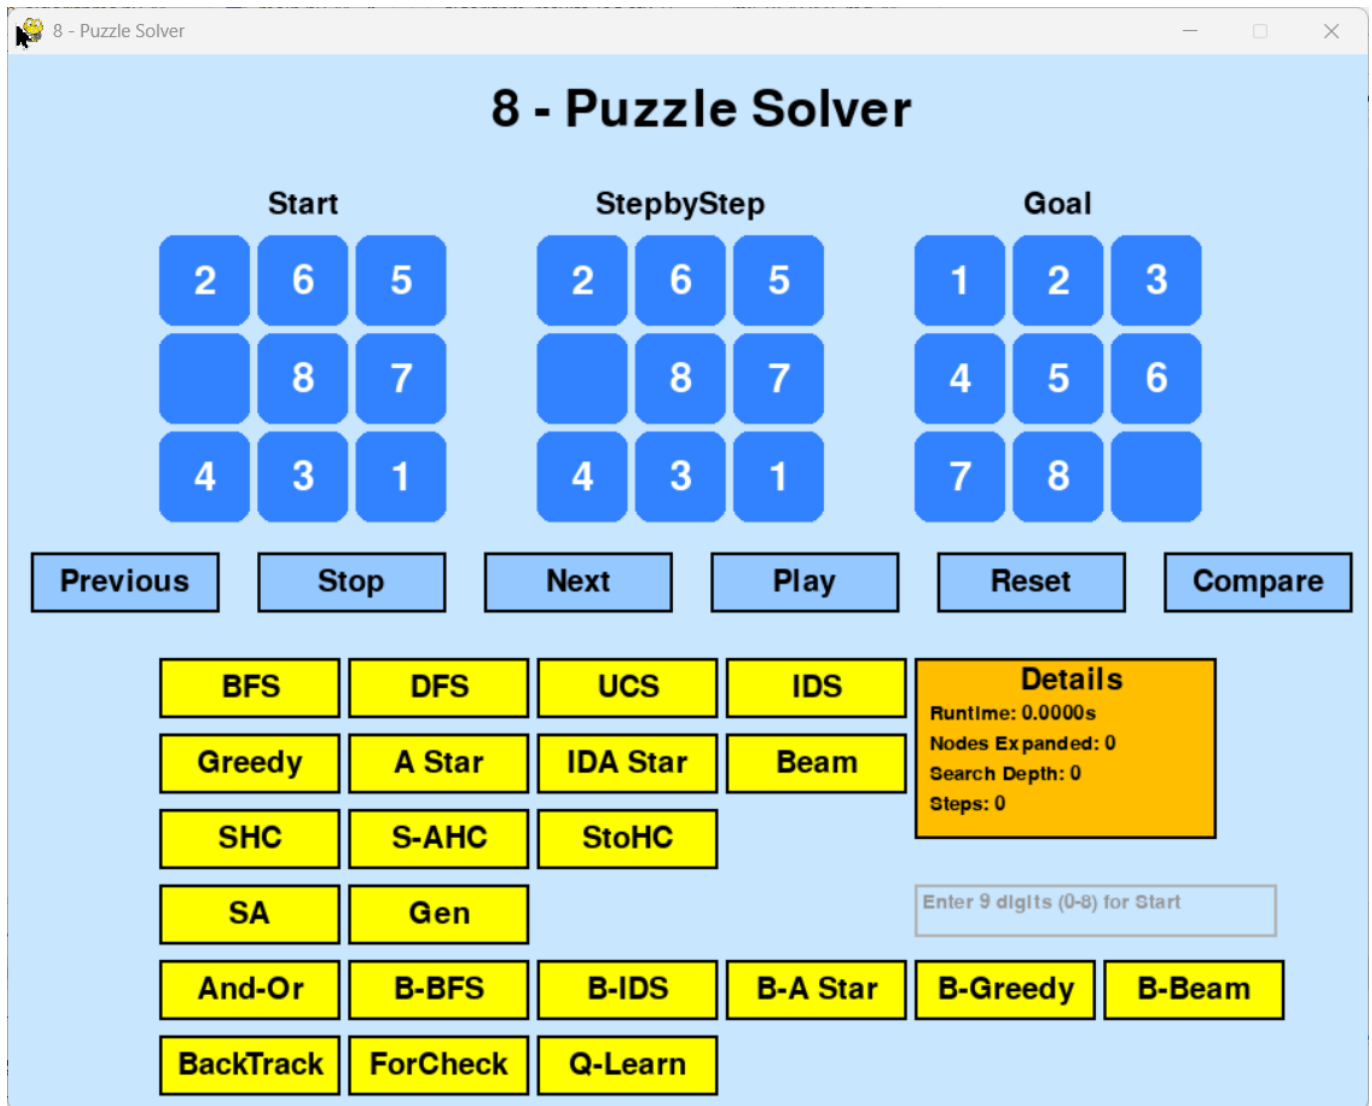 8 - Puzzle Solver
8 - Puzzle Solver
Start StepbyStep Goal
2 6 5 2 6 5 1 2 3
8 7 8 7 4 5 6
4 3 1 4 3 1 7 8
Previous Stop Next Play Reset Compare
BFS DFS UCS IDS
Greedy A Star IDA Star Beam
SHC S-AHC StoHC
SA Gen
Details
Runtime: 0.0000s
Nodes Expanded: 0
Search Depth: 0
Steps: 0
Enter 9 digits (0-8) for Start
And-Or B-BFS B-IDS B-A Star B-Greedy B-Beam
BackTrack ForCheck Q-Learn